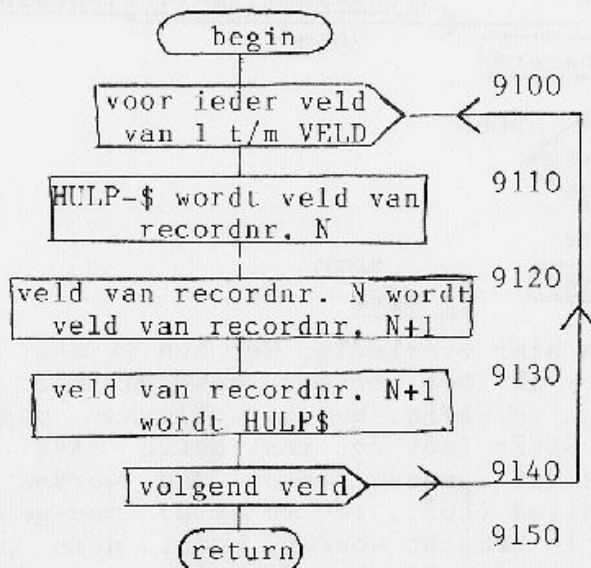 begin
9100
voor ieder veld
van 1 t/m VELD
9110
HULP-$ wordt veld van
recordnr. N
9120
veld van recordnr. N wordt
veld van recordnr. N+1
9130
veld van recordnr. N+1
wordt HULP$
9140
volgend veld
9150
return